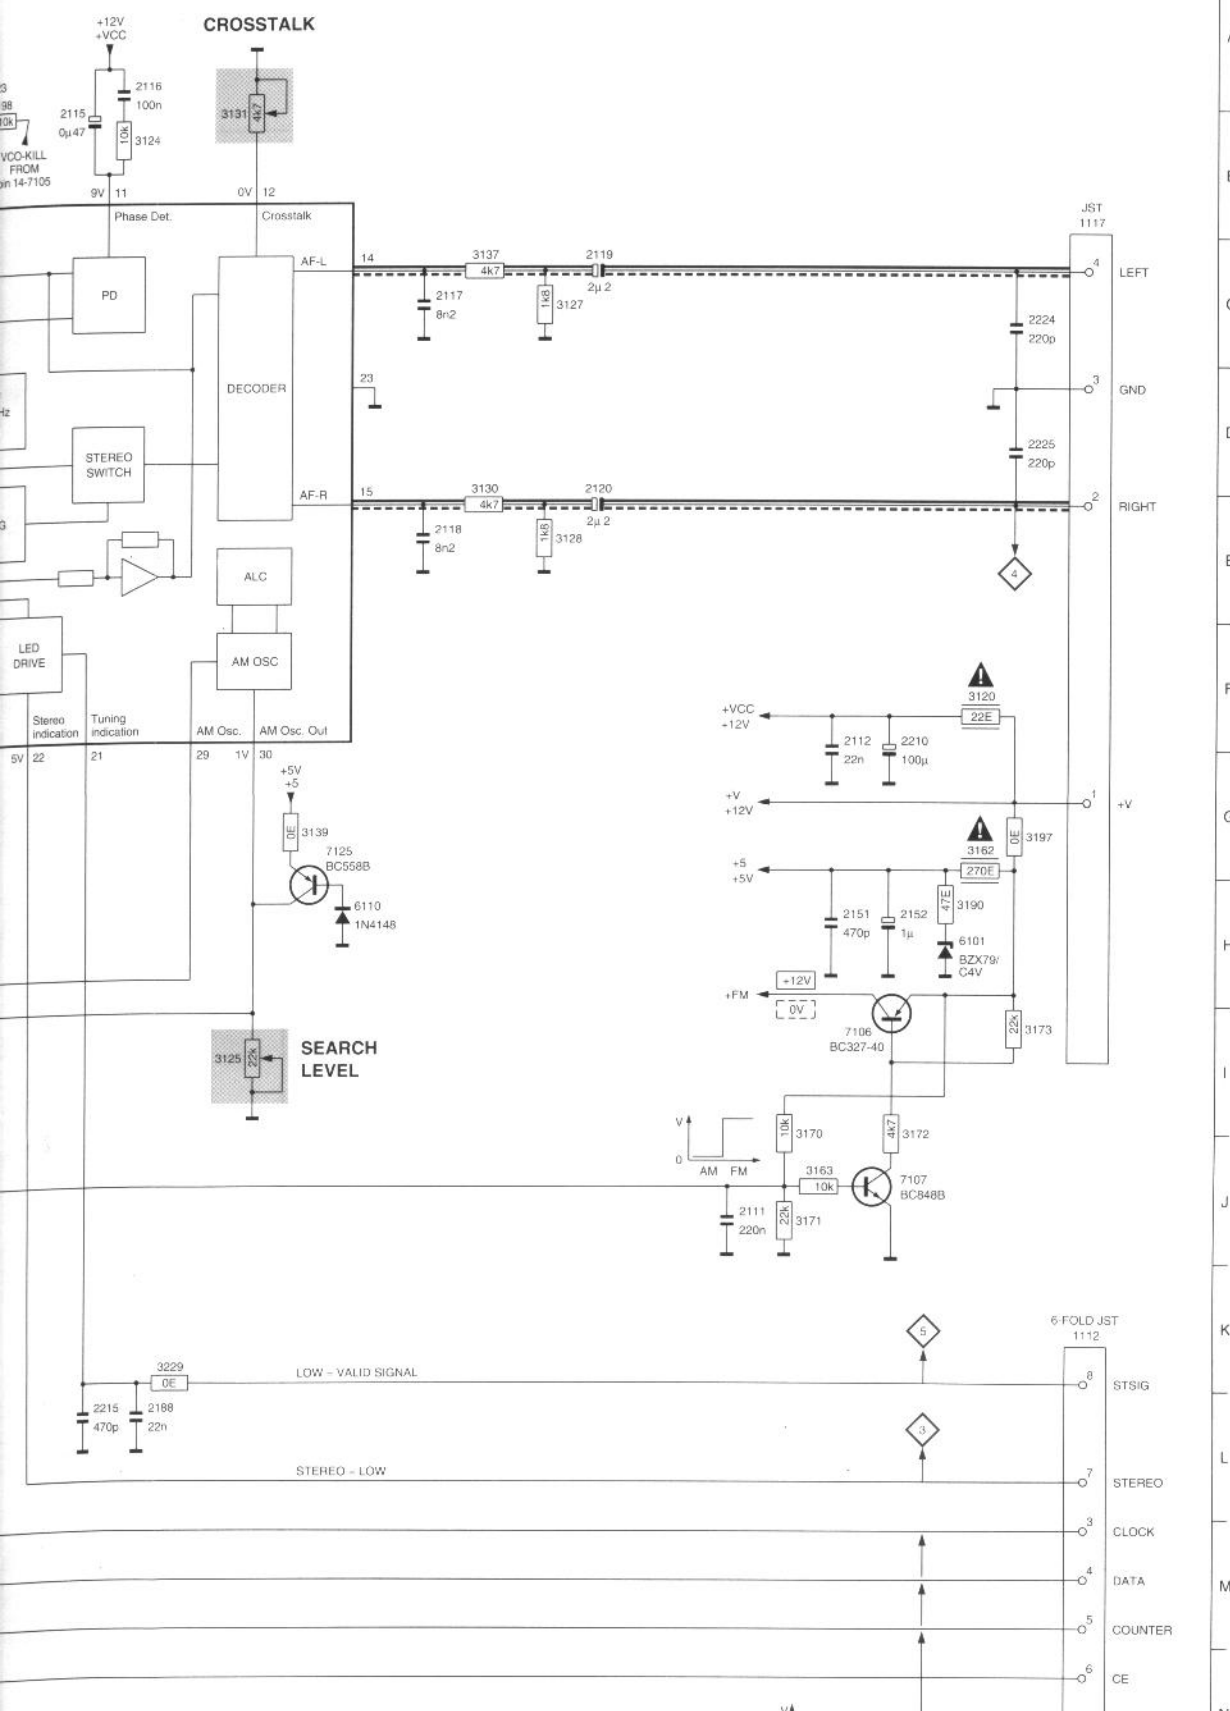 +12V
+VCC
CROSSTALK
2116
100n
2115
0µ47
10k
3124
3131
4k7
98
10k
VCO-KILL
FROM
pin 14-7105
9V 11
0V 12
Phase Det.
Crosstalk
JST
1117
PD
AF-L
14
3137
4k7
2119
2µ2
4
LEFT
2117
8n2
1k8
3127
2224
220p
DECODER
23
3
GND
Hz
STEREO
SWITCH
2225
220p
AF-R
15
3130
4k7
2120
2µ2
2
RIGHT
G
2118
8n2
1k8
3128
4
ALC
LED
DRIVE
AM OSC
3120
22E
+VCC
+12V
Stereo
indication
Tuning
indication
AM Osc.
AM Osc. Out
2112
22n
2210
100µ
5V 22
21
29
1V 30
+5V
+5
+V
+12V
1
+V
0E
3139
0E
3197
7125
BC558B
3162
270E
+5
+5V
6110
1N4148
2151
470p
2152
1µ
47E
3190
6101
BZX79/
C4V
+12V
+FM
0V
7106
BC327-40
22k
3173
3125
22k
SEARCH
LEVEL
V
0
AM FM
10k
3170
4k7
3172
3163
10k
7107
BC848B
2111
220n
22k
3171
6-FOLD JST
1112
5
3229
0E
LOW – VALID SIGNAL
8
STSIG
2215
470p
2188
22n
3
STEREO – LOW
7
STEREO
3
CLOCK
4
DATA
5
COUNTER
6
CE
D
F
H
I
J
K
L
M